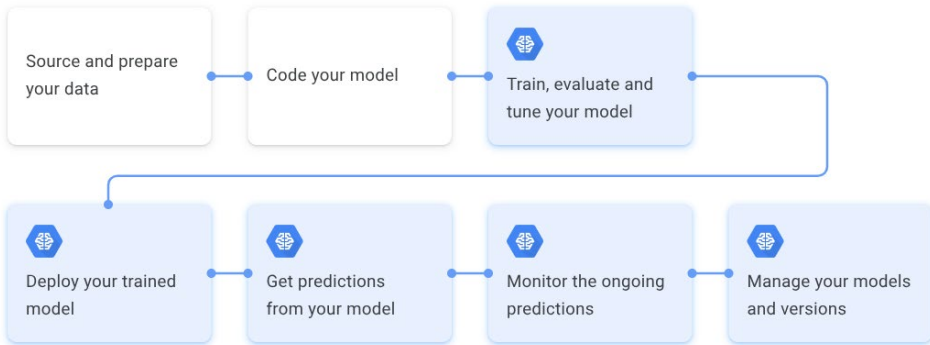 Source and prepare
your data
Code your model
Train, evaluate and
tune your model
Deploy your trained
model
Get predictions
from your model
Monitor the ongoing
predictions
Manage your models
and versions